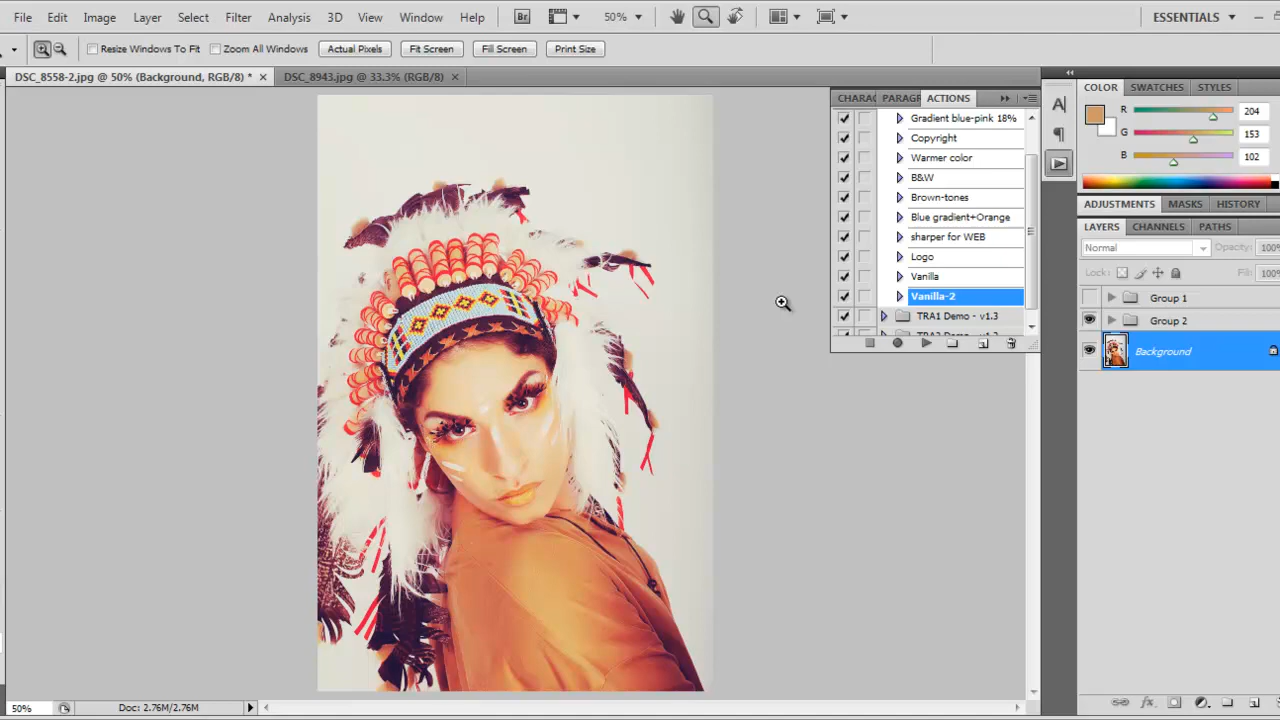 File Edit Image Layer Select Filter Analysis 3D View Window Help Br 50% ESSENTIALS
Resize Windows To Fit Zoom All Windows Actual Pixels Fit Screen Fill Screen Print Size
DSC_8558-2.jpg @ 50% (Background, RGB/8) * DSC_8943.jpg @ 33.3% (RGB/8)
CHARAC PARAGR ACTIONS
Gradient blue-pink 18%
Copyright
Warmer color
B&W
Brown-tones
Blue gradient+Orange
sharper for WEB
Logo
Vanilla
Vanilla-2
TRA1 Demo - v1.3
COLOR SWATCHES STYLES
R 204
G 153
B 102
ADJUSTMENTS MASKS HISTORY
LAYERS CHANNELS PATHS
Normal Opacity: 100%
Lock: Fill: 100%
Group 1
Group 2
Background
50% Doc: 2.76M/2.76M